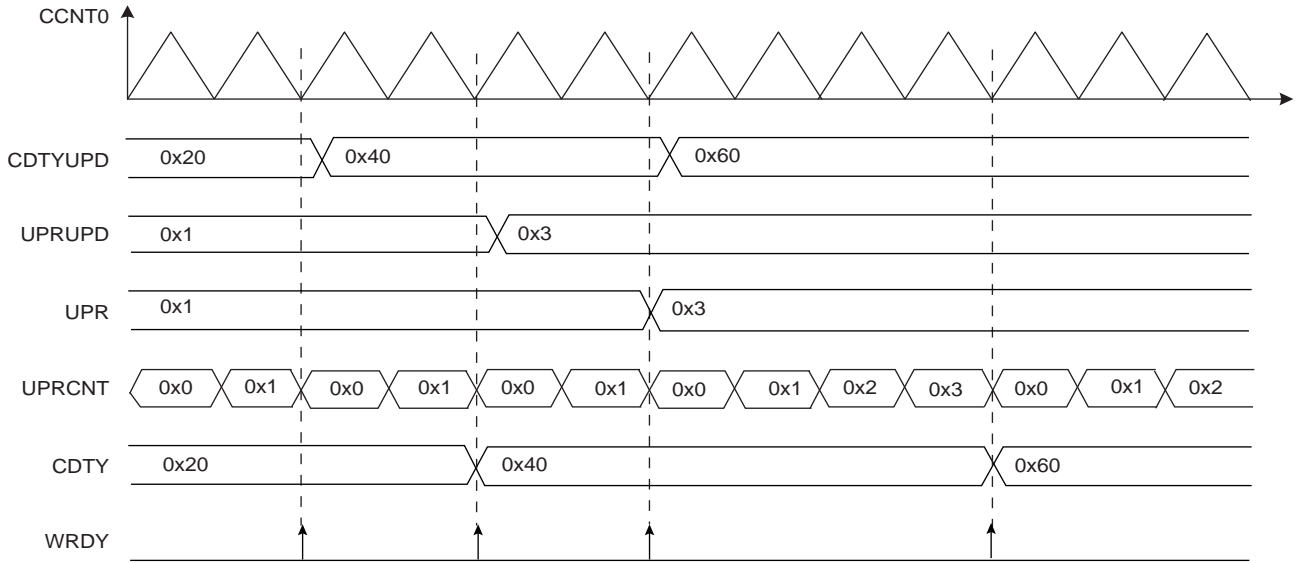 CCNT0
CDTYUPD 0x20 0x40 0x60
UPRUPD 0x1 0x3
UPR 0x1 0x3
UPRCNT 0x0 0x1 0x0 0x1 0x0 0x1 0x0 0x1 0x2 0x3 0x0 0x1 0x2
CDTY 0x20 0x40 0x60
WRDY